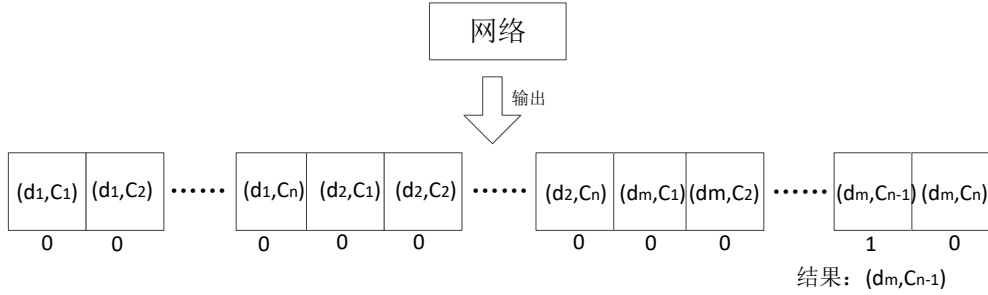 网络
输出
(d₁,C₁) (d₁,C₂) …… (d₁,Cₙ) (d₂,C₁) (d₂,C₂) …… (d₂,Cₙ) (dₘ,C₁) (dₘ,C₂) …… (dₘ,Cₙ₋₁) (dₘ,Cₙ)
0 0 0 0 0 0 0 0 1 0
结果：(dₘ,Cₙ₋₁)